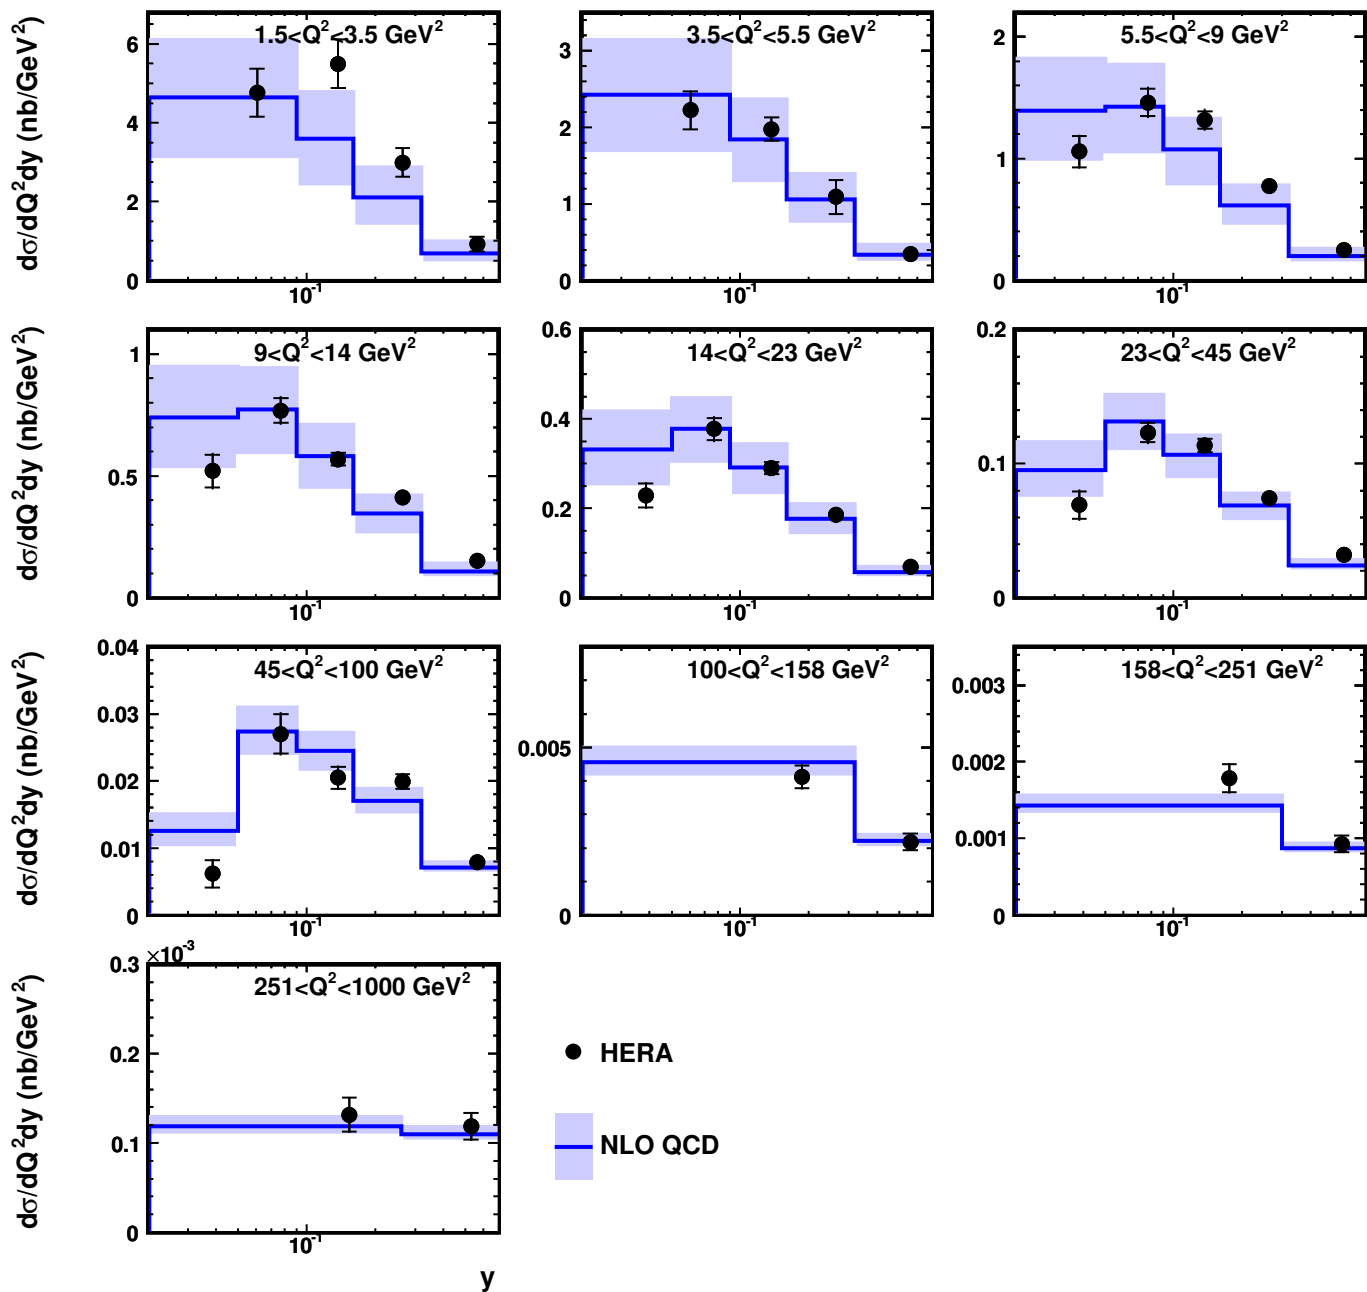 dσ/dQ²dy (nb/GeV²)
1.5<Q²<3.5 GeV²
6
4
2
0
10⁻¹
3.5<Q²<5.5 GeV²
3
2
1
0
10⁻¹
5.5<Q²<9 GeV²
2
1
0
10⁻¹
dσ/dQ²dy (nb/GeV²)
9<Q²<14 GeV²
1
0.5
0
10⁻¹
14<Q²<23 GeV²
0.6
0.4
0.2
0
10⁻¹
23<Q²<45 GeV²
0.2
0.1
0
10⁻¹
dσ/dQ²dy (nb/GeV²)
45<Q²<100 GeV²
0.04
0.03
0.02
0.01
0
10⁻¹
100<Q²<158 GeV²
0.005
0
10⁻¹
158<Q²<251 GeV²
0.003
0.002
0.001
0
10⁻¹
dσ/dQ²dy (nb/GeV²)
×10⁻³
251<Q²<1000 GeV²
0.3
0.2
0.1
0
10⁻¹
y
HERA
NLO QCD